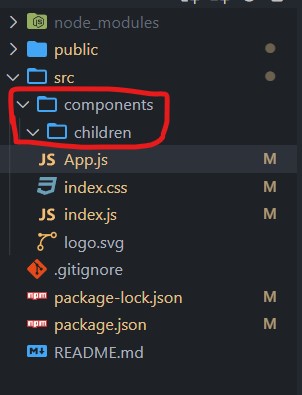 node_modules
public
src
components
children
JS App.js M
index.css M
JS index.js M
logo.svg
.gitignore
npm package-lock.json M
npm package.json M
README.md